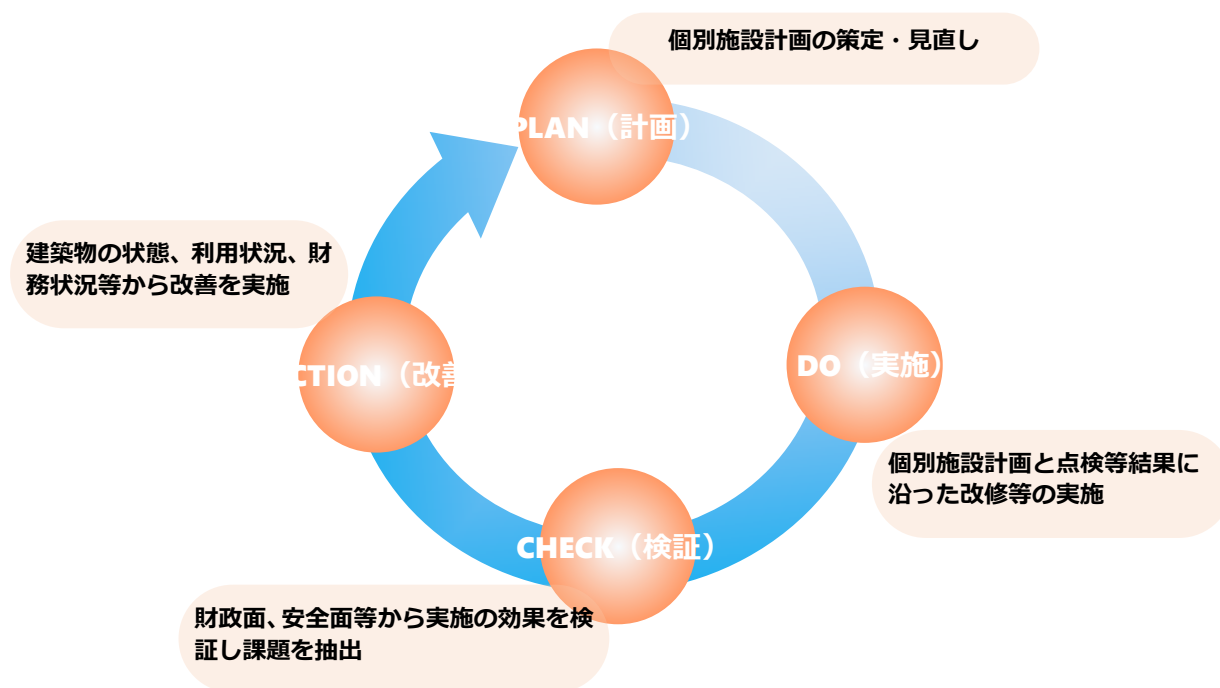 個別施設計画の策定・見直し
PLAN（計画）
建築物の状態、利用状況、財
務状況等から改善を実施
DO（実施）
CTION（改善
個別施設計画と点検等結果に
沿った改修等の実施
CHECK（検証）
財政面、安全面等から実施の効果を検
証し課題を抽出